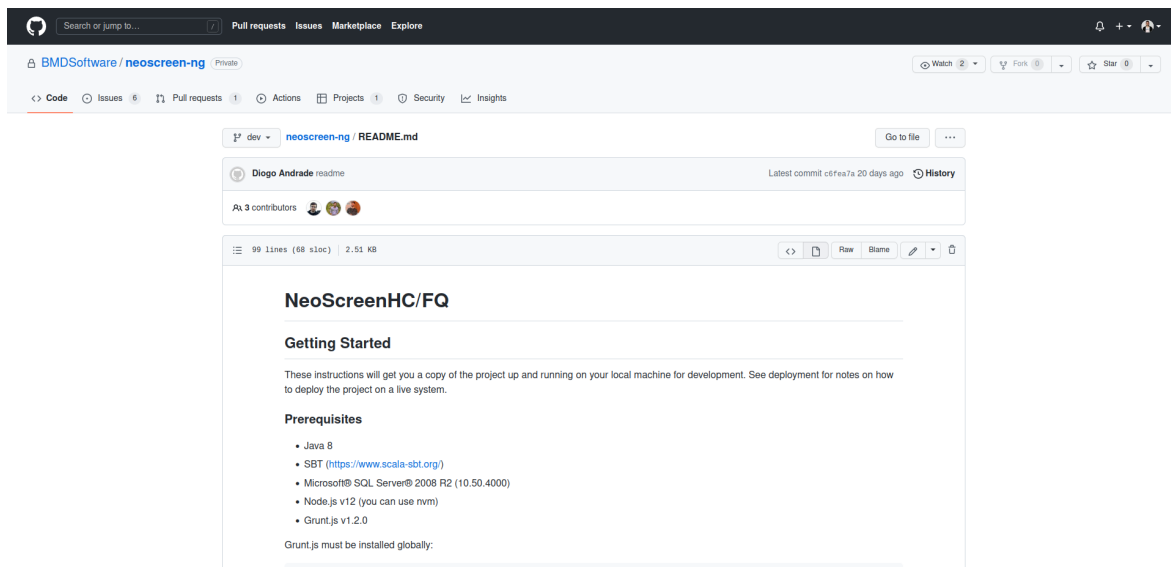 Search or jump to... / Pull requests Issues Marketplace Explore
BMDSoftware / neoscreen-ng Private Watch 2 Fork 0 Star 0
Code Issues 6 Pull requests 1 Actions Projects 1 Security Insights
dev neoscreen-ng / README.md Go to file ...
Diogo Andrade readme Latest commit c6fea7a 20 days ago History
3 contributors
99 lines (68 sloc) 2.51 KB <> Raw Blame
NeoScreenHC/FQ
Getting Started
These instructions will get you a copy of the project up and running on your local machine for development. See deployment for notes on how
to deploy the project on a live system.
Prerequisites
• Java 8
• SBT (https://www.scala-sbt.org/)
• Microsoft® SQL Server® 2008 R2 (10.50.4000)
• Node.js v12 (you can use nvm)
• Grunt.js v1.2.0
Grunt.js must be installed globally: